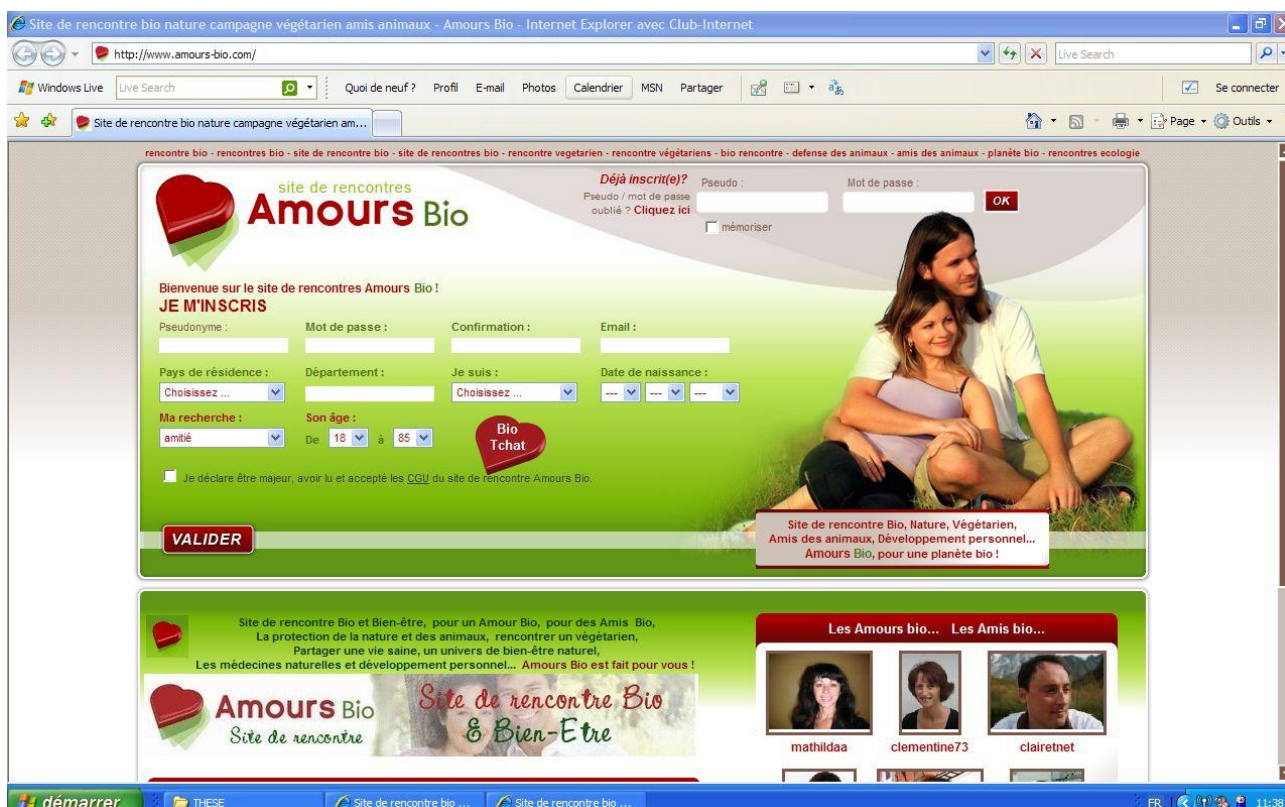 Site de rencontre bio nature campagne végétarien amis animaux - Amours Bio - Internet Explorer avec Club-Internet
http://www.amours-bio.com/
Live Search
Windows Live
Live Search
Quoi de neuf ? Profil E-mail Photos Calendrier MSN Partager
Se connecter
Site de rencontre bio nature campagne végétarien am...
Page Outils
rencontre bio - rencontres bio - site de rencontre bio - site de rencontres bio - rencontre vegetarien - rencontre végétariens - bio rencontre - defense des animaux - amis des animaux - planète bio - rencontres ecologie
site de rencontres
Amours Bio
Déjà inscrit(e)?
Pseudo / mot de passe
oublié ? Cliquez ici
Pseudo :
Mot de passe :
OK
mémoriser
Bienvenue sur le site de rencontres Amours Bio !
JE M'INSCRIS
Pseudonyme : Mot de passe : Confirmation : Email :
Pays de résidence : Département : Je suis : Date de naissance :
Choisissez ... Choisissez ... --- --- ---
Ma recherche : Son âge :
amitié De 18 à 85
Bio
Tchat
Je déclare être majeur, avoir lu et accepté les CGU du site de rencontre Amours Bio.
VALIDER
Site de rencontre Bio, Nature, Végétarien,
Amis des animaux, Développement personnel...
Amours Bio, pour une planète bio !
Site de rencontre Bio et Bien-être, pour un Amour Bio, pour des Amis Bio,
La protection de la nature et des animaux, rencontrer un végétarien,
Partager une vie saine, un univers de bien-être naturel,
Les médecines naturelles et développement personnel... Amours Bio est fait pour vous !
Amours Bio
Site de rencontre
Site de rencontre Bio
& Bien-Etre
Les Amours bio... Les Amis bio...
mathildaa clementine73 clairetnet
démarrer
THESE
Site de rencontre bio ...
Site de rencontre bio ...
FR
11:38